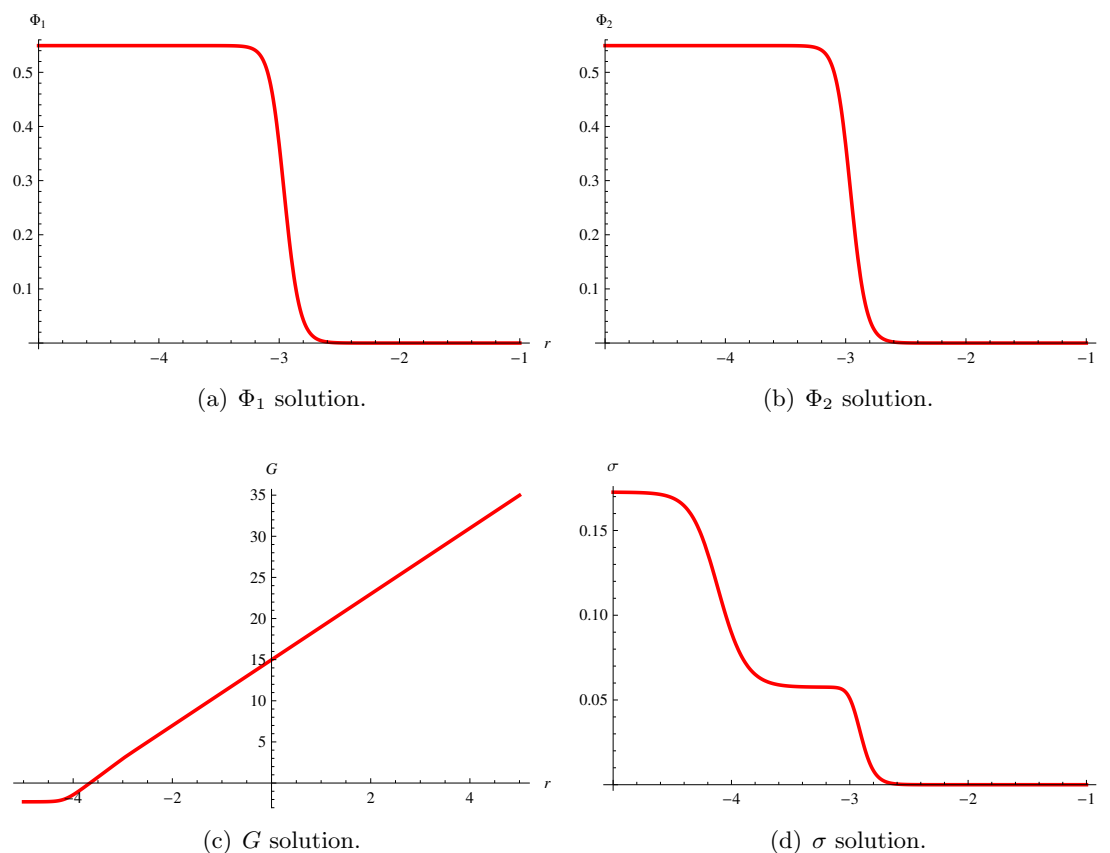 Φ1 Φ2
0.5 0.5
0.4 0.4
0.3 0.3
0.2 0.2
0.1 0.1
−4 −3 −2 −1 r −4 −3 −2 −1
(a) Φ1 solution. (b) Φ2 solution.
G σ
35
30
25
20
15
10
5
−4 −2 2 4 r
0.15
0.10
0.05
−4 −3 −2 −1
(c) G solution. (d) σ solution.